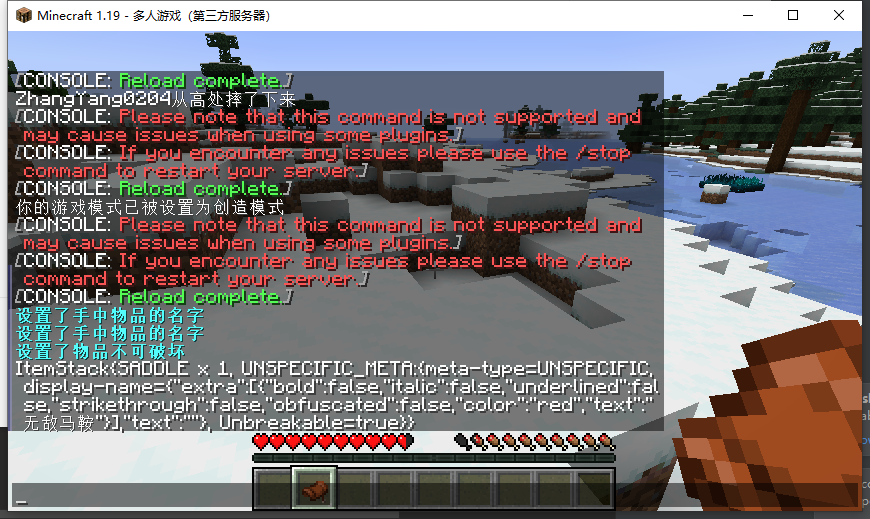 Minecraft 1.19 - 多人游戏（第三方服务器）
[CONSOLE: Reload complete.]
ZhangYang0204从高处摔了下来
[CONSOLE: Please note that this command is not supported and
may cause issues when using some plugins.]
[CONSOLE: If you encounter any issues please use the /stop
command to restart your server.]
[CONSOLE: Reload complete.]
你的游戏模式已被设置为创造模式
[CONSOLE: Please note that this command is not supported and
may cause issues when using some plugins.]
[CONSOLE: If you encounter any issues please use the /stop
command to restart your server.]
[CONSOLE: Reload complete.]
设置了手中物品的名字
设置了手中物品的名字
设置了物品不可破坏
ItemStack{SADDLE x 1, UNSPECIFIC_META:{meta-type=UNSPECIFIC,
display-name={"extra":[{"bold":false,"italic":false,"underlined":fal
se,"strikethrough":false,"obfuscated":false,"color":"red","text":"
无敌马鞍"}],"text":""}, Unbreakable=true}}